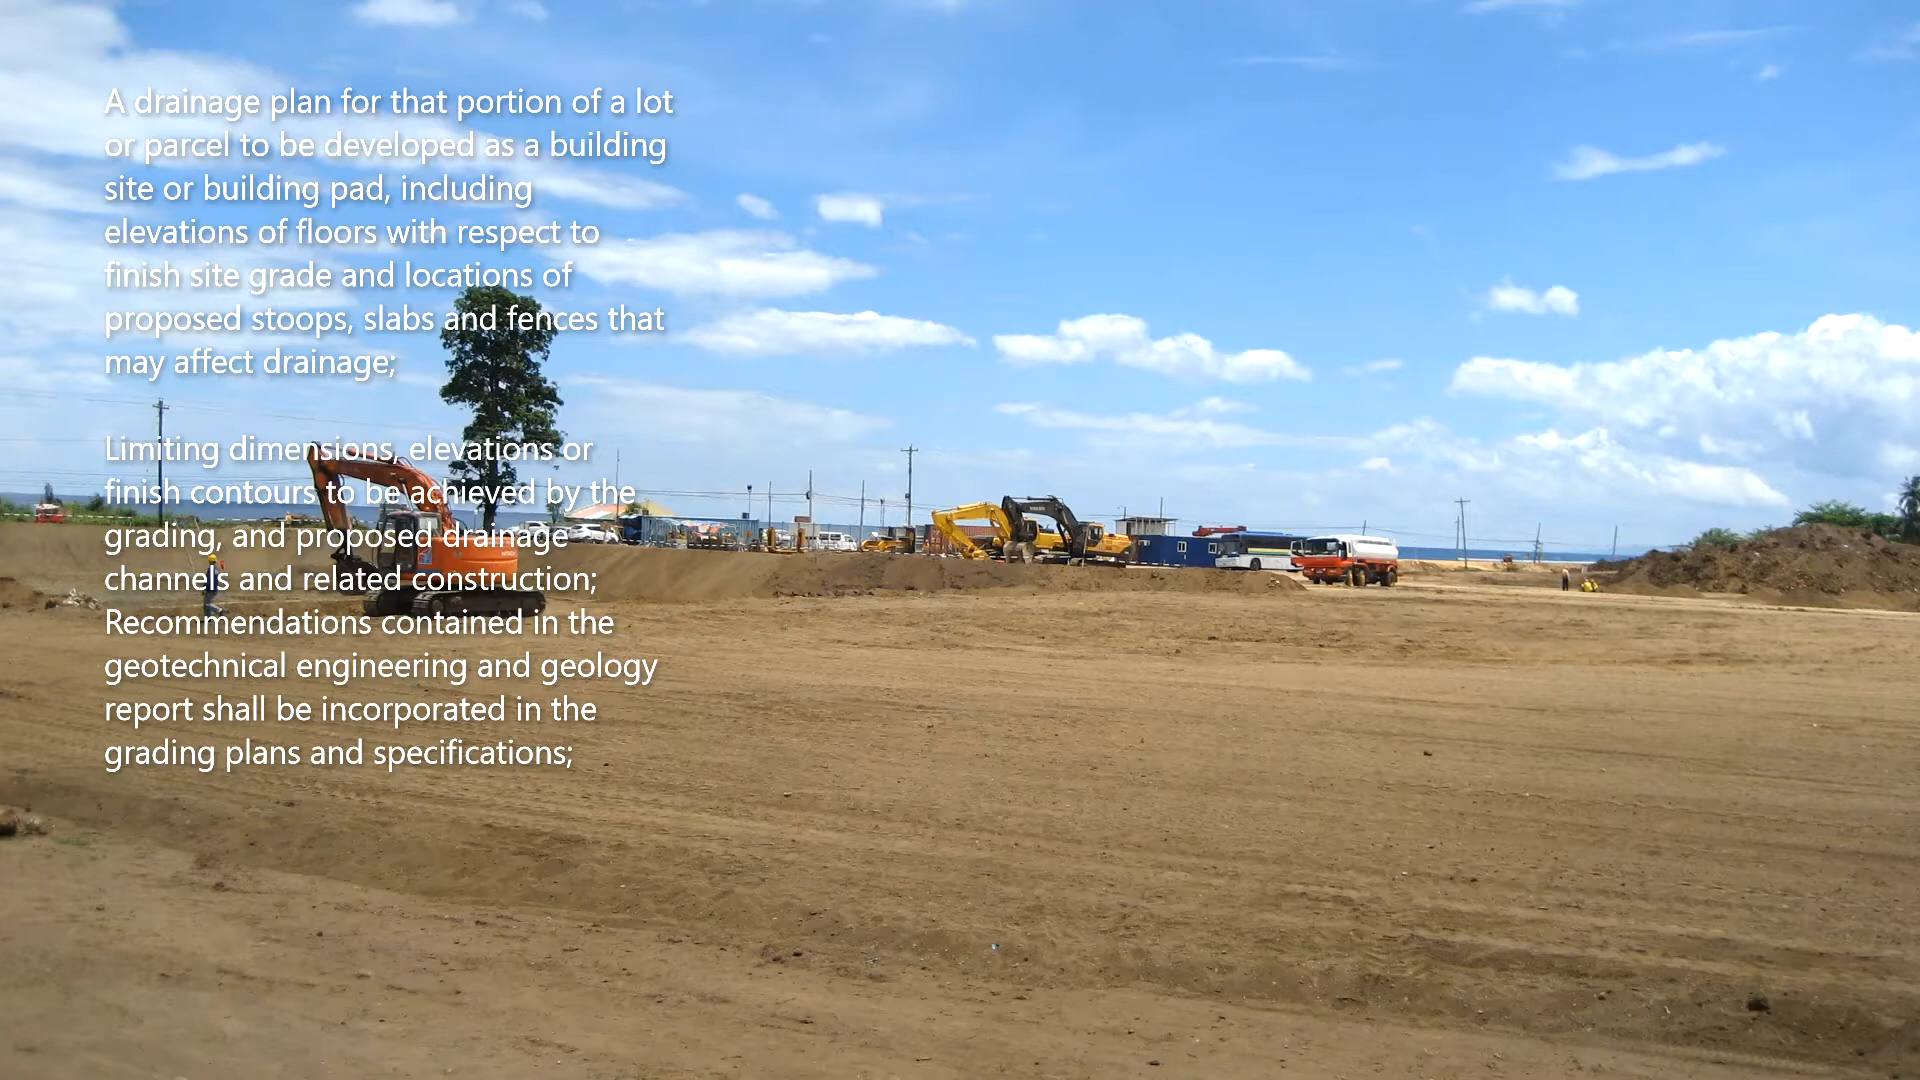 A drainage plan for that portion of a lot
or parcel to be developed as a building
site or building pad, including
elevations of floors with respect to
finish site grade and locations of
proposed stoops, slabs and fences that
may affect drainage;
Limiting dimensions, elevations or
finish contours to be achieved by the
grading, and proposed drainage
channels and related construction;
Recommendations contained in the
geotechnical engineering and geology
report shall be incorporated in the
grading plans and specifications;